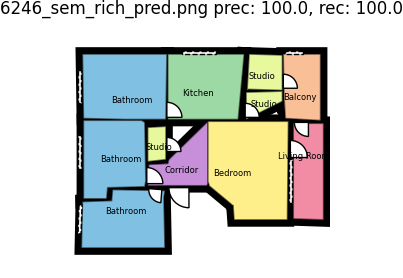 6246_sem_rich_pred.png prec: 100.0, rec: 100.0
Studio
Bathroom
Kitchen
Balcony
Studio
Studio
Bathroom
Corridor
Bedroom
Living Room
Bathroom